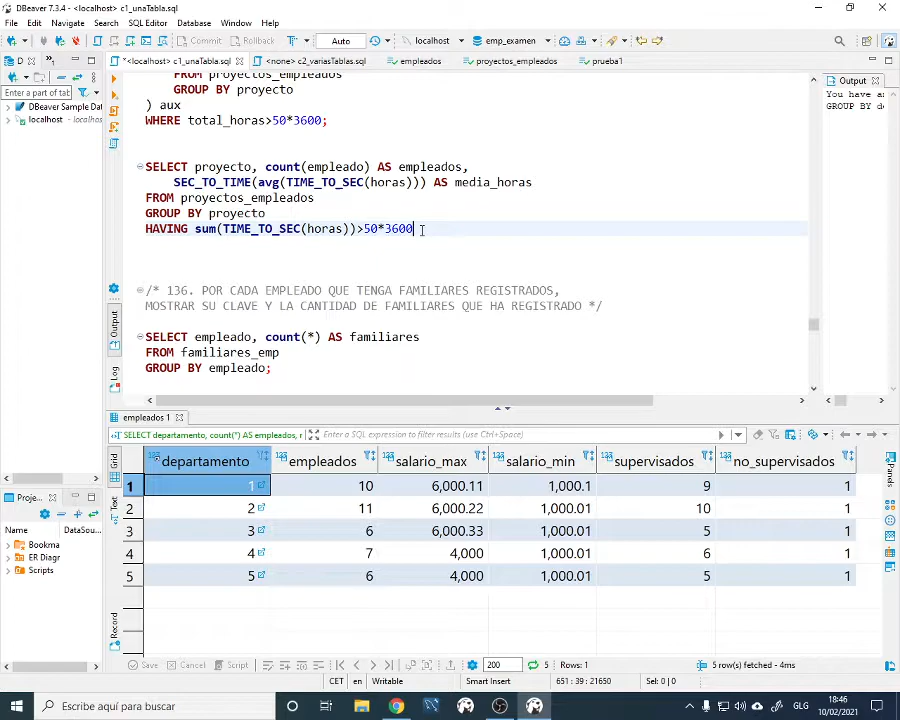 DBeaver 7.3.4 - <localhost> c1_unaTabla.sql
File Edit Navigate Search SQL Editor Database Window Help
Commit Rollback Auto localhost emp_examen
D *<localhost> c1_unaTabla.sql <none> c2_variasTablas.sql empleados proyectos_empleados prueba1 Output
Enter a part of tabl
DBeaver Sample Dat
localhost localhos
FROM proyectos_empleados
GROUP BY proyecto
) aux
WHERE total_horas>50*3600;
SELECT proyecto, count(empleado) AS empleados,
SEC_TO_TIME(avg(TIME_TO_SEC(horas))) AS media_horas
FROM proyectos_empleados
GROUP BY proyecto
HAVING sum(TIME_TO_SEC(horas))>50*3600
/* 136. POR CADA EMPLEADO QUE TENGA FAMILIARES REGISTRADOS,
MOSTRAR SU CLAVE Y LA CANTIDAD DE FAMILIARES QUE HA REGISTRADO */
SELECT empleado, count(*) AS familiares
FROM familiares_emp
GROUP BY empleado;
You have a
GROUP BY d
Output
Log
empleados 1
SELECT departamento, count(*) AS empleados, Enter a SQL expression to filter results (use Ctrl+Space)
Grid
Text
Record
Panels
departamento empleados salario_max salario_min supervisados no_supervisados
1 1 10 6,000.11 1,000.1 9 1
2 2 11 6,000.22 1,000.01 10 1
3 3 6 6,000.33 1,000.01 5 1
4 4 7 4,000 1,000.01 6 1
5 5 6 4,000 1,000.01 5 1
Proje...
Name DataSou
Bookma
ER Diagr
Scripts
Save Cancel Script 200 5 Rows: 1 5 row(s) fetched - 4ms
CET en Writable Smart Insert 651 : 39 : 21650 Sel: 0 | 0
Escribe aquí para buscar
GLG
18:46
10/02/2021